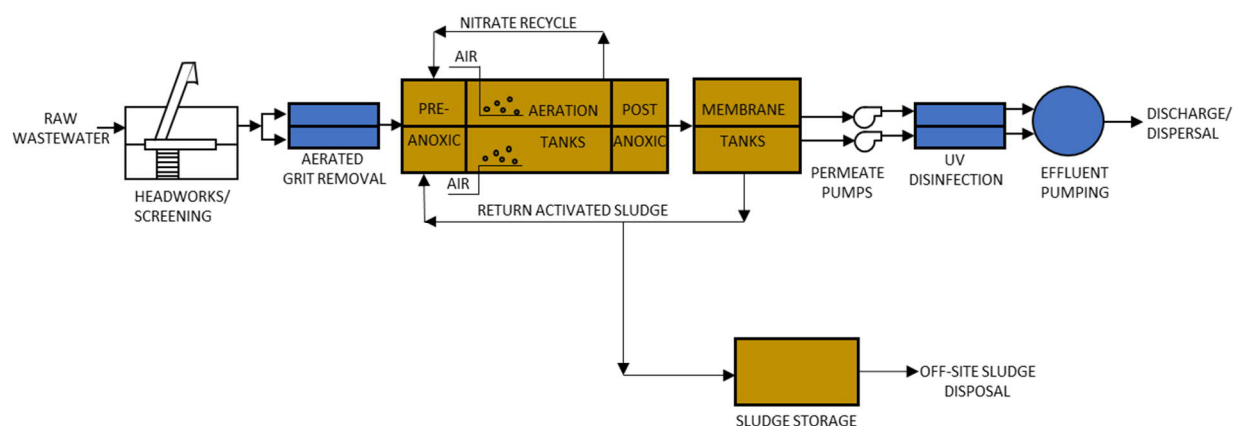 NITRATE RECYCLE
AIR
RAW
WASTEWATER
PRE-
ANOXIC
AERATION
TANKS
POST
ANOXIC
MEMBRANE
TANKS
DISCHARGE/
DISPERSAL
AERATED
GRIT REMOVAL
AIR
PERMEATE
PUMPS
UV
DISINFECTION
EFFLUENT
PUMPING
HEADWORKS/
SCREENING
RETURN ACTIVATED SLUDGE
OFF-SITE SLUDGE
DISPOSAL
SLUDGE STORAGE